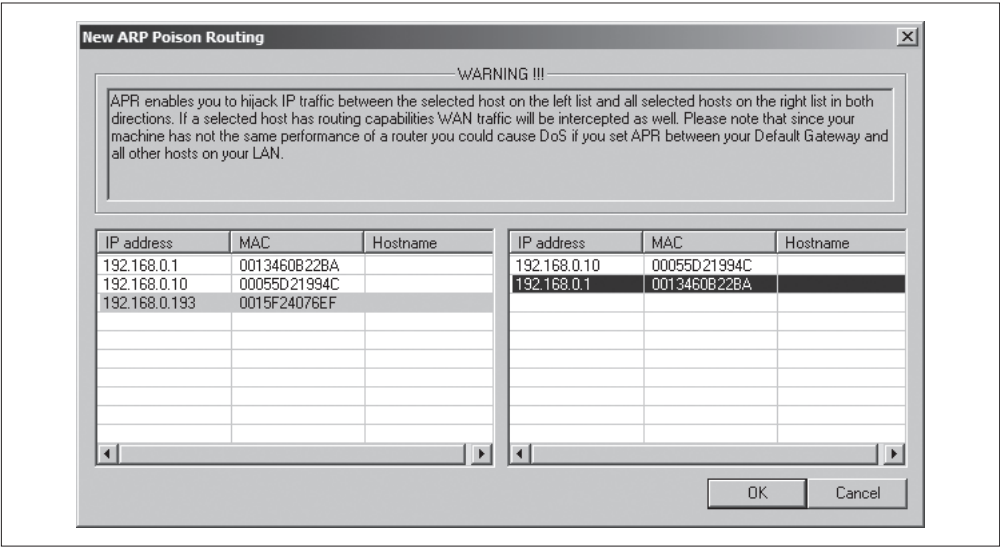 New ARP Poison Routing
WARNING !!!
APR enables you to hijack IP traffic between the selected host on the left list and all selected hosts on the right list in both
directions. If a selected host has routing capabilities WAN traffic will be intercepted as well. Please note that since your
machine has not the same performance of a router you could cause DoS if you set APR between your Default Gateway and
all other hosts on your LAN.
IP address MAC Hostname
192.168.0.1 0013460B22BA
192.168.0.10 00055D21994C
192.168.0.193 0015F24076EF
IP address MAC Hostname
192.168.0.10 00055D21994C
192.168.0.1 0013460B22BA
OK Cancel